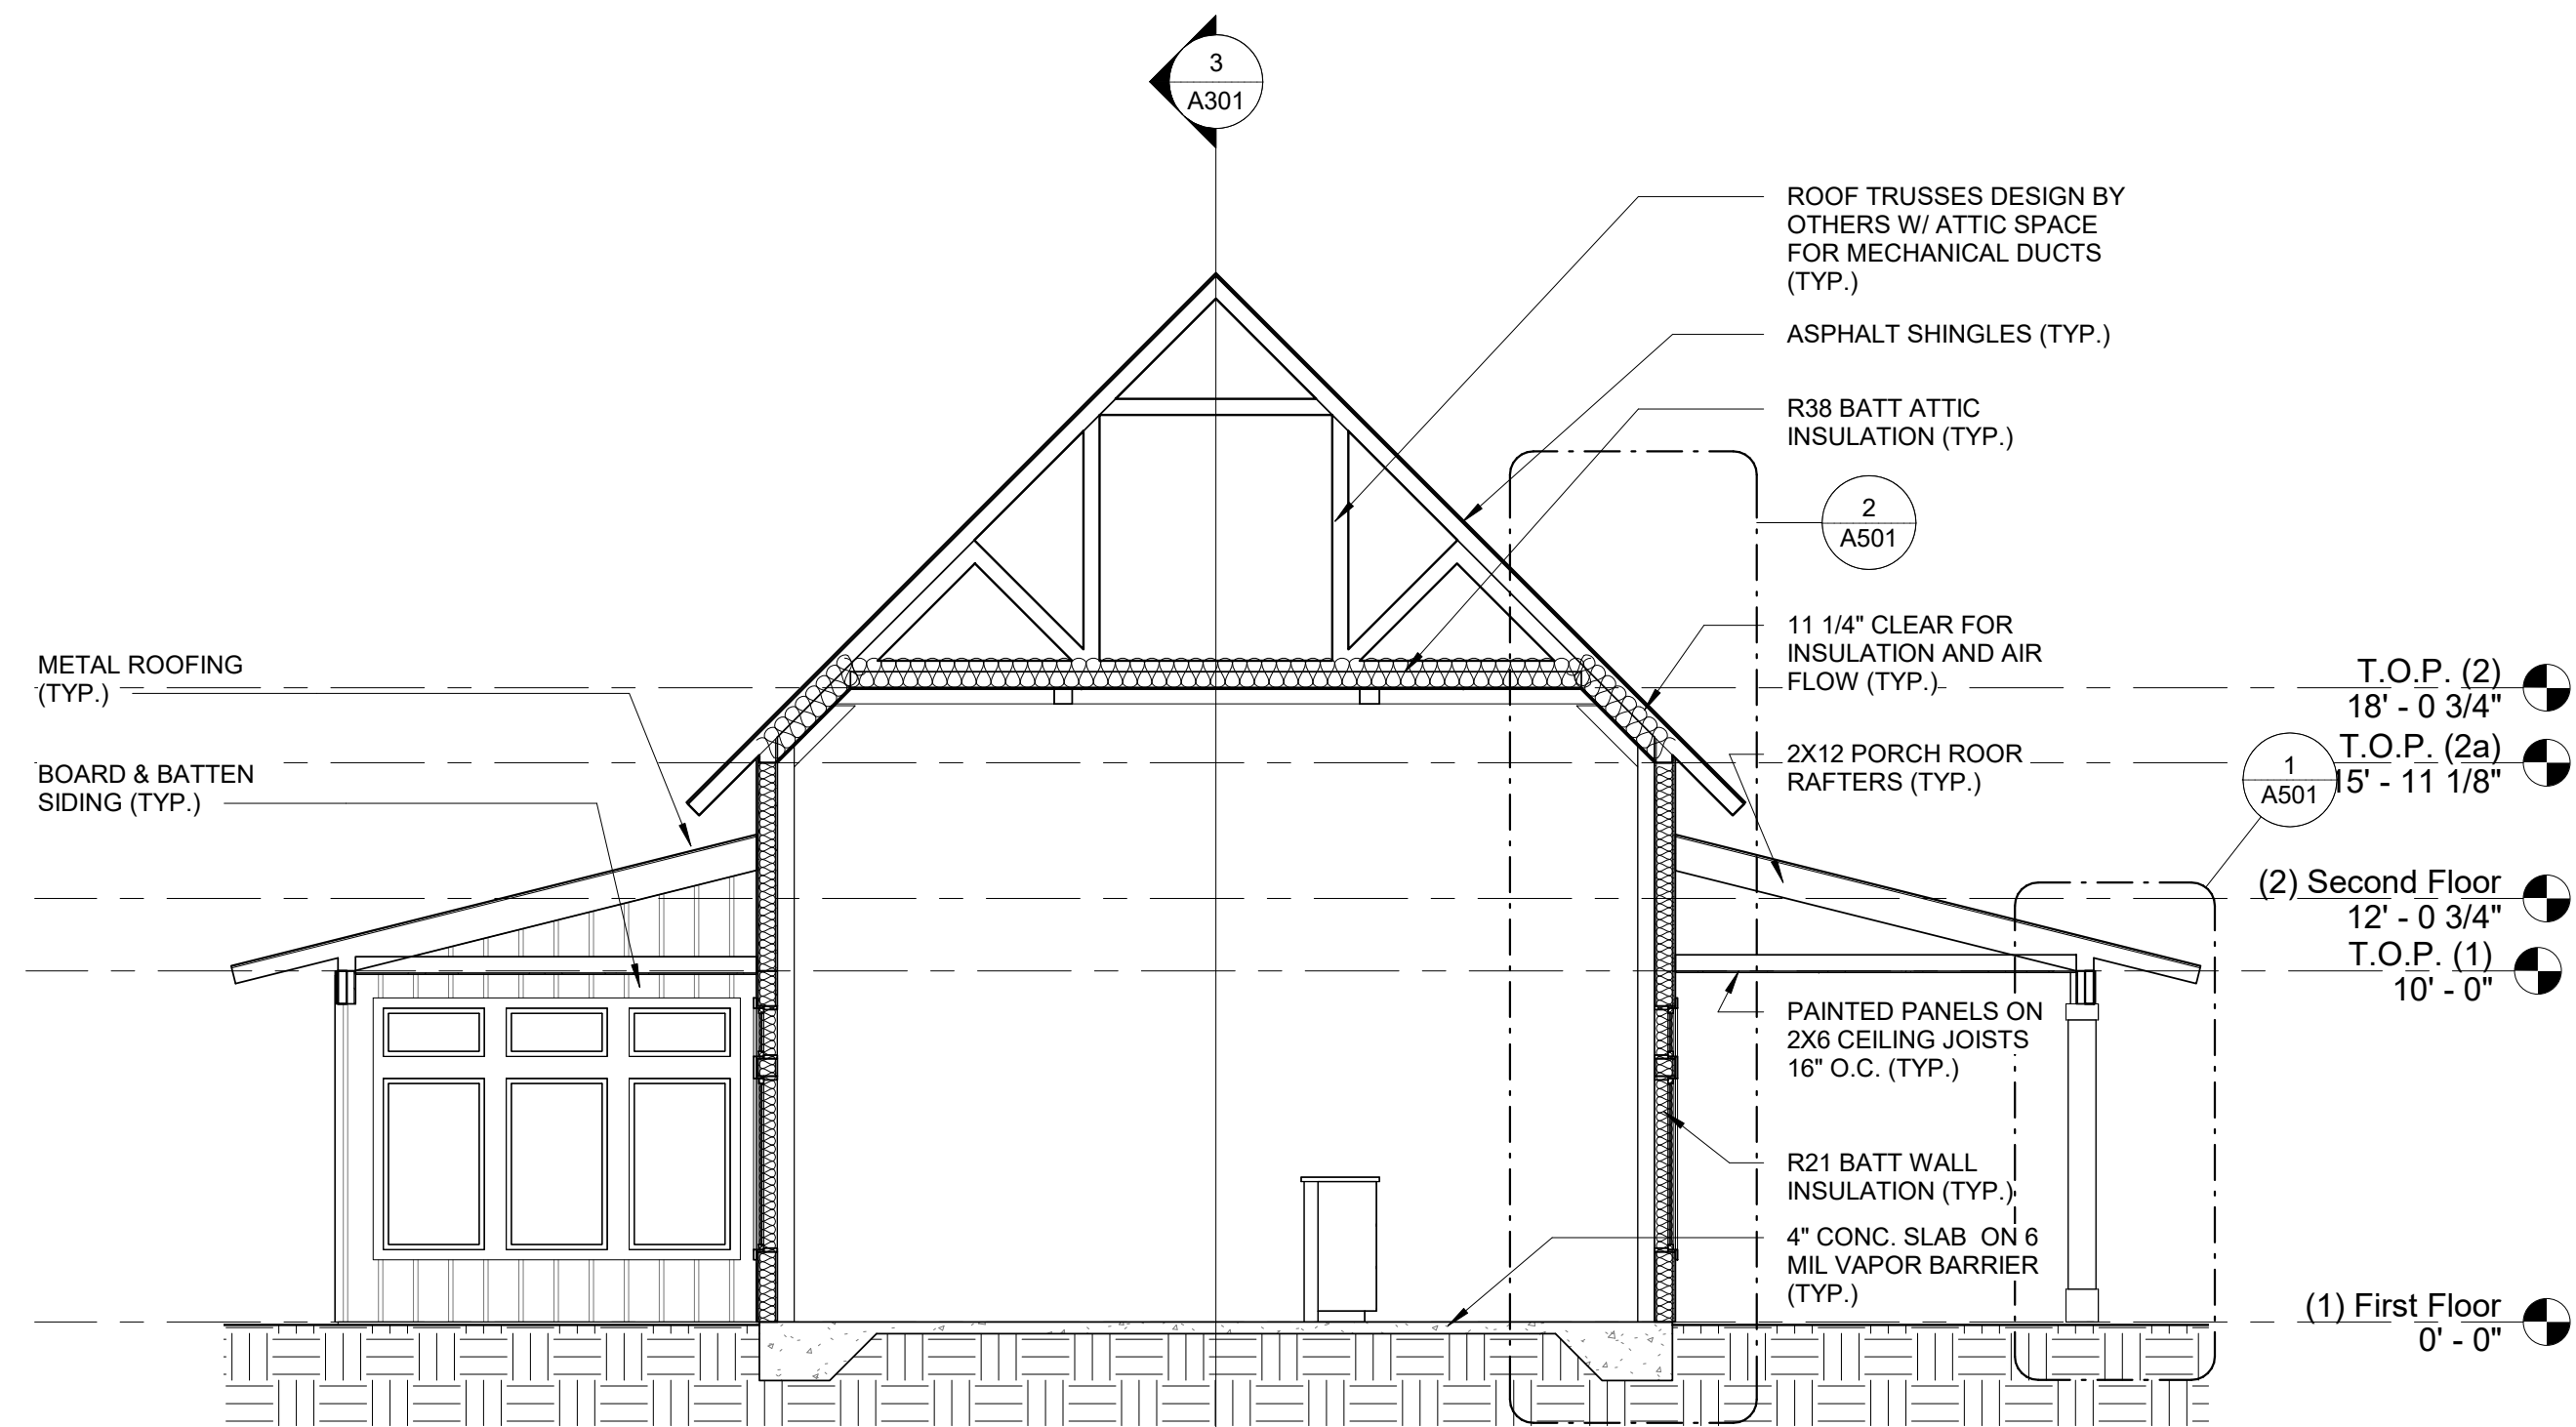 3
A301
ROOF TRUSSES DESIGN BY
OTHERS W/ ATTIC SPACE
FOR MECHANICAL DUCTS
(TYP.)
ASPHALT SHINGLES (TYP.)
R38 BATT ATTIC
INSULATION (TYP.)
2
A501
11 1/4" CLEAR FOR
INSULATION AND AIR
FLOW (TYP.)
METAL ROOFING
(TYP.)
T.O.P. (2)
18' - 0 3/4"
2X12 PORCH ROOR
RAFTERS (TYP.)
T.O.P. (2a)
15' - 11 1/8"
1
A501
BOARD & BATTEN
SIDING (TYP.)
(2) Second Floor
12' - 0 3/4"
T.O.P. (1)
10' - 0"
PAINTED PANELS ON
2X6 CEILING JOISTS
16" O.C. (TYP.)
R21 BATT WALL
INSULATION (TYP.)
4" CONC. SLAB  ON 6
MIL VAPOR BARRIER
(TYP.)
(1) First Floor
0' - 0"